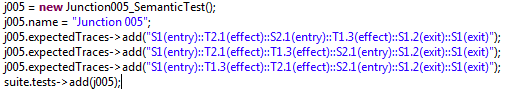 j005 = new Junction005_SemanticTest();
j005.name = "Junction 005";
j005.expectedTraces->add("S1(entry)::T2.1(effect)::S2.1(entry)::T1.3(effect)::S1.2(exit)::S1(exit)");
j005.expectedTraces->add("S1(entry)::T2.1(effect)::T1.3(effect)::S2.1(entry)::S1.2(exit)::S1(exit)");
j005.expectedTraces->add("S1(entry)::T1.3(effect)::T2.1(effect)::S2.1(entry)::S1.2(exit)::S1(exit)");
suite.tests->add(j005);